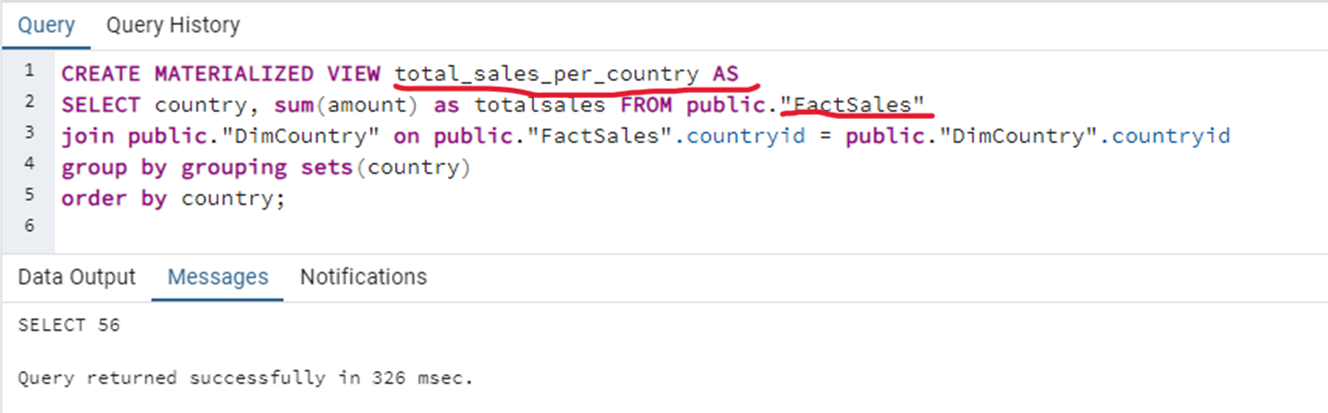 Query Query History
1 CREATE MATERIALIZED VIEW total_sales_per_country AS
2 SELECT country, sum(amount) as totalsales FROM public."FactSales"
3 join public."DimCountry" on public."FactSales".countryid = public."DimCountry".countryid
4 group by grouping sets(country)
5 order by country;
6
Data Output Messages Notifications
SELECT 56
Query returned successfully in 326 msec.